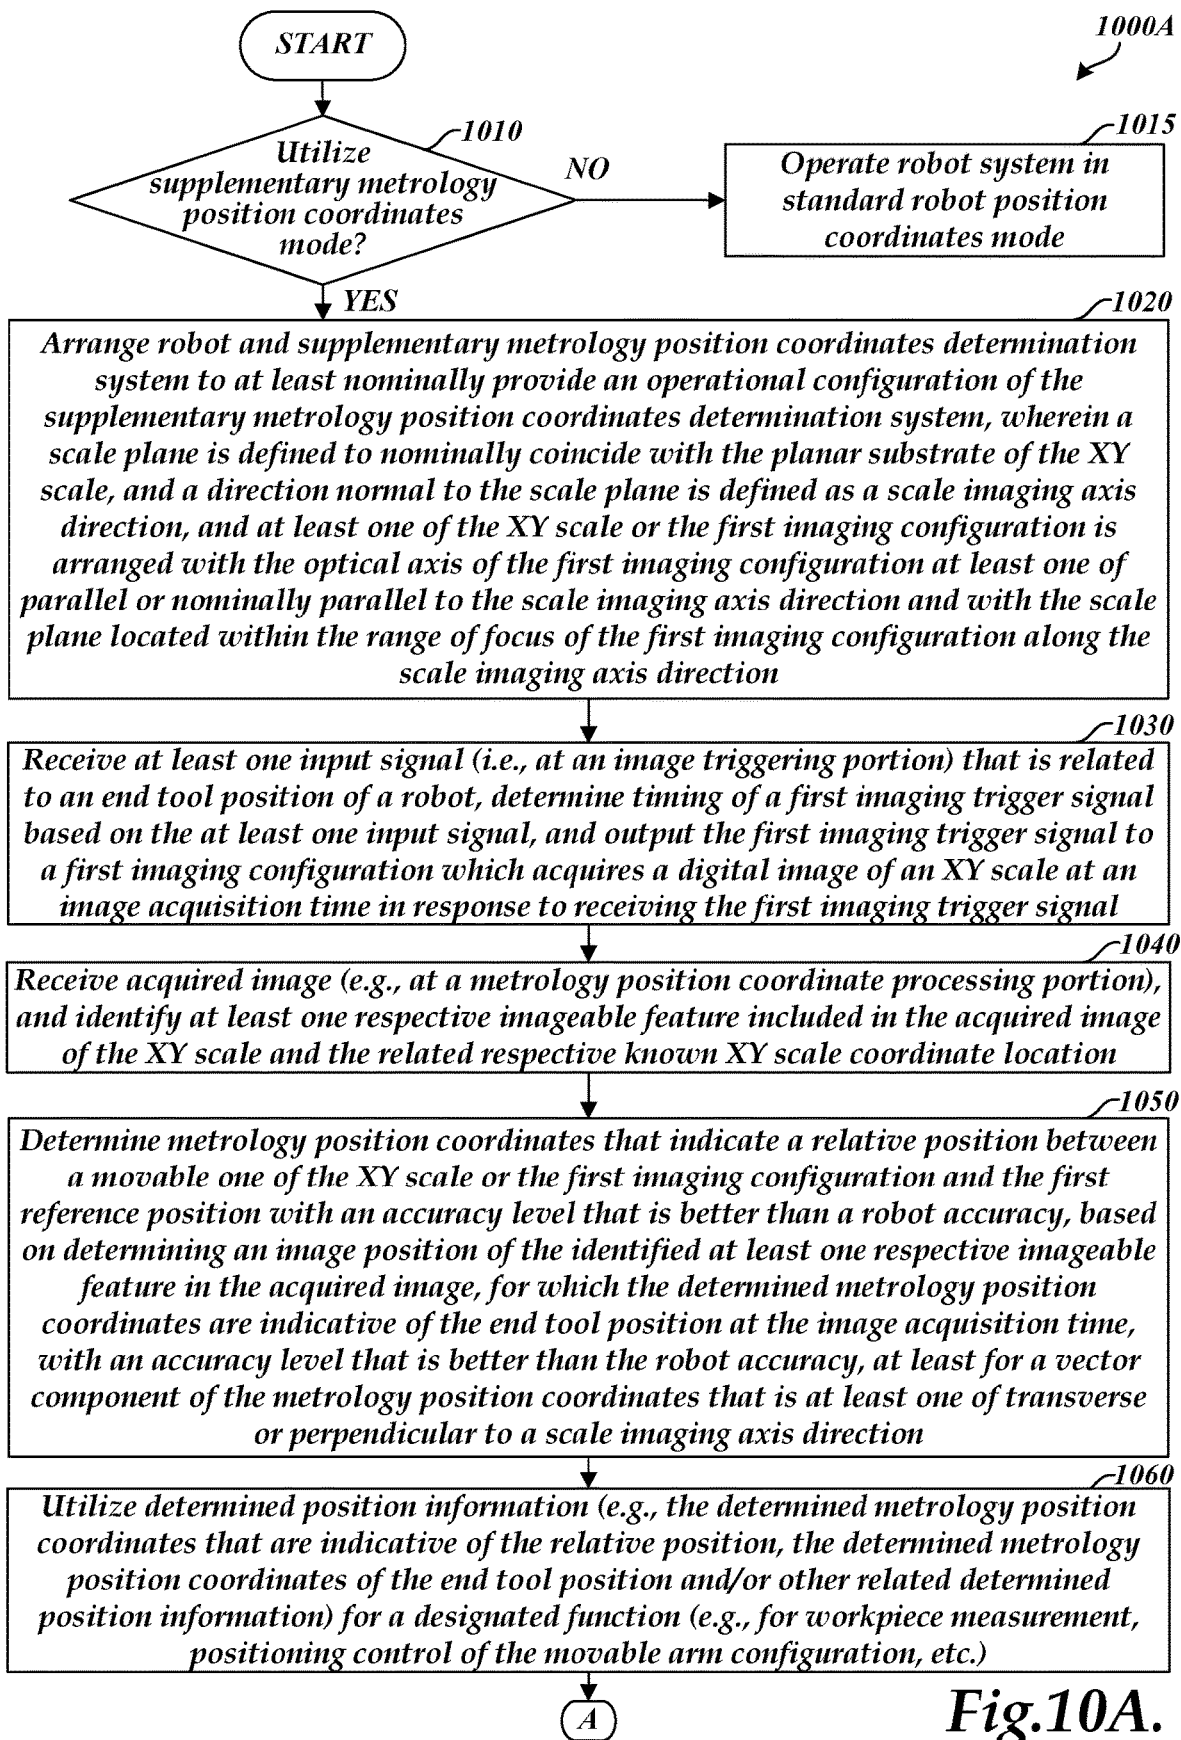 START
1000A
1010
Utilize
supplementary metrology
position coordinates
mode?
NO
1015
Operate robot system in
standard robot position
coordinates mode
YES
1020
Arrange robot and supplementary metrology position coordinates determination
system to at least nominally provide an operational configuration of the
supplementary metrology position coordinates determination system, wherein a
scale plane is defined to nominally coincide with the planar substrate of the XY
scale, and a direction normal to the scale plane is defined as a scale imaging axis
direction, and at least one of the XY scale or the first imaging configuration is
arranged with the optical axis of the first imaging configuration at least one of
parallel or nominally parallel to the scale imaging axis direction and with the scale
plane located within the range of focus of the first imaging configuration along the
scale imaging axis direction
1030
Receive at least one input signal (i.e., at an image triggering portion) that is related
to an end tool position of a robot, determine timing of a first imaging trigger signal
based on the at least one input signal, and output the first imaging trigger signal to
a first imaging configuration which acquires a digital image of an XY scale at an
image acquisition time in response to receiving the first imaging trigger signal
1040
Receive acquired image (e.g., at a metrology position coordinate processing portion),
and identify at least one respective imageable feature included in the acquired image
of the XY scale and the related respective known XY scale coordinate location
1050
Determine metrology position coordinates that indicate a relative position between
a movable one of the XY scale or the first imaging configuration and the first
reference position with an accuracy level that is better than a robot accuracy, based
on determining an image position of the identified at least one respective imageable
feature in the acquired image, for which the determined metrology position
coordinates are indicative of the end tool position at the image acquisition time,
with an accuracy level that is better than the robot accuracy, at least for a vector
component of the metrology position coordinates that is at least one of transverse
or perpendicular to a scale imaging axis direction
1060
Utilize determined position information (e.g., the determined metrology position
coordinates that are indicative of the relative position, the determined metrology
position coordinates of the end tool position and/or other related determined
position information) for a designated function (e.g., for workpiece measurement,
positioning control of the movable arm configuration, etc.)
A
Fig.10A.